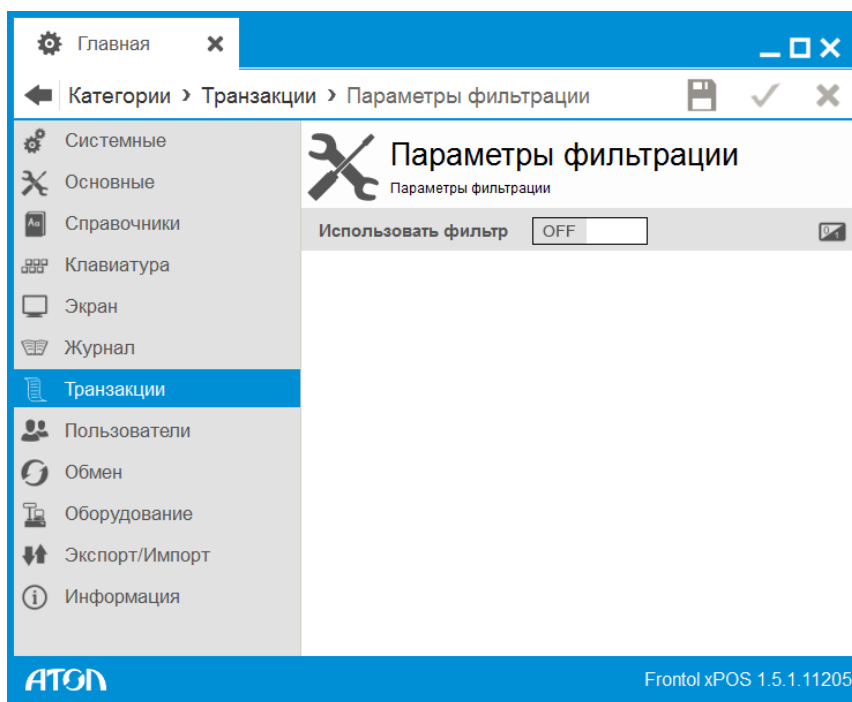 Главная
Категории › Транзакции › Параметры фильтрации
Системные
Основные
Справочники
Клавиатура
Экран
Журнал
Транзакции
Пользователи
Обмен
Оборудование
Экспорт/Импорт
Информация
Параметры фильтрации
Параметры фильтрации
Использовать фильтр OFF
АТОЛ
Frontol xPOS 1.5.1.11205